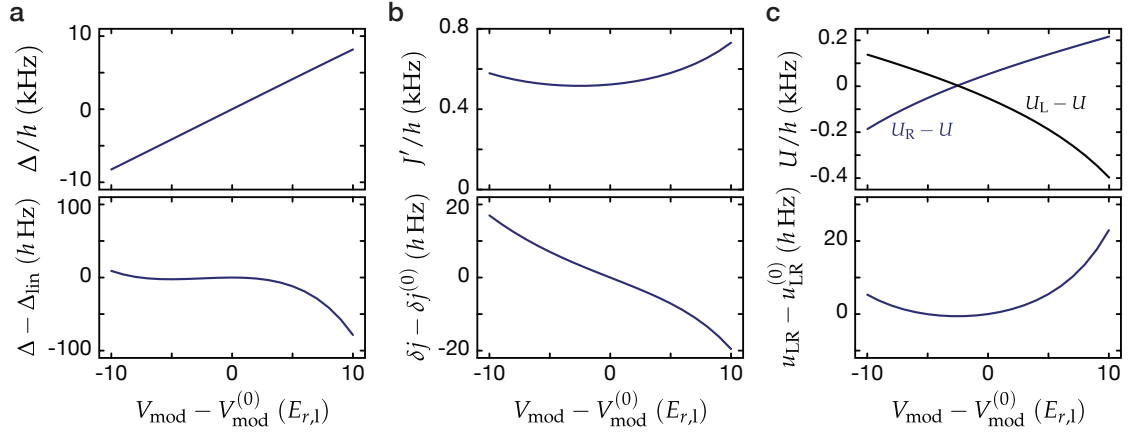 a
b
c
10
0
-10
Δ/h (kHz)
0.8
0.4
0
J′/h (kHz)
0.2
0
-0.2
-0.4
U/h (kHz)
U_L − U
U_R − U
100
0
-100
Δ − Δ_lin (h Hz)
20
0
-20
δj − δj^(0) (h Hz)
20
0
u_LR − u_LR^(0) (h Hz)
-10 0 10
-10 0 10
-10 0 10
V_mod − V_mod^(0) (E_r,l)
V_mod − V_mod^(0) (E_r,l)
V_mod − V_mod^(0) (E_r,l)